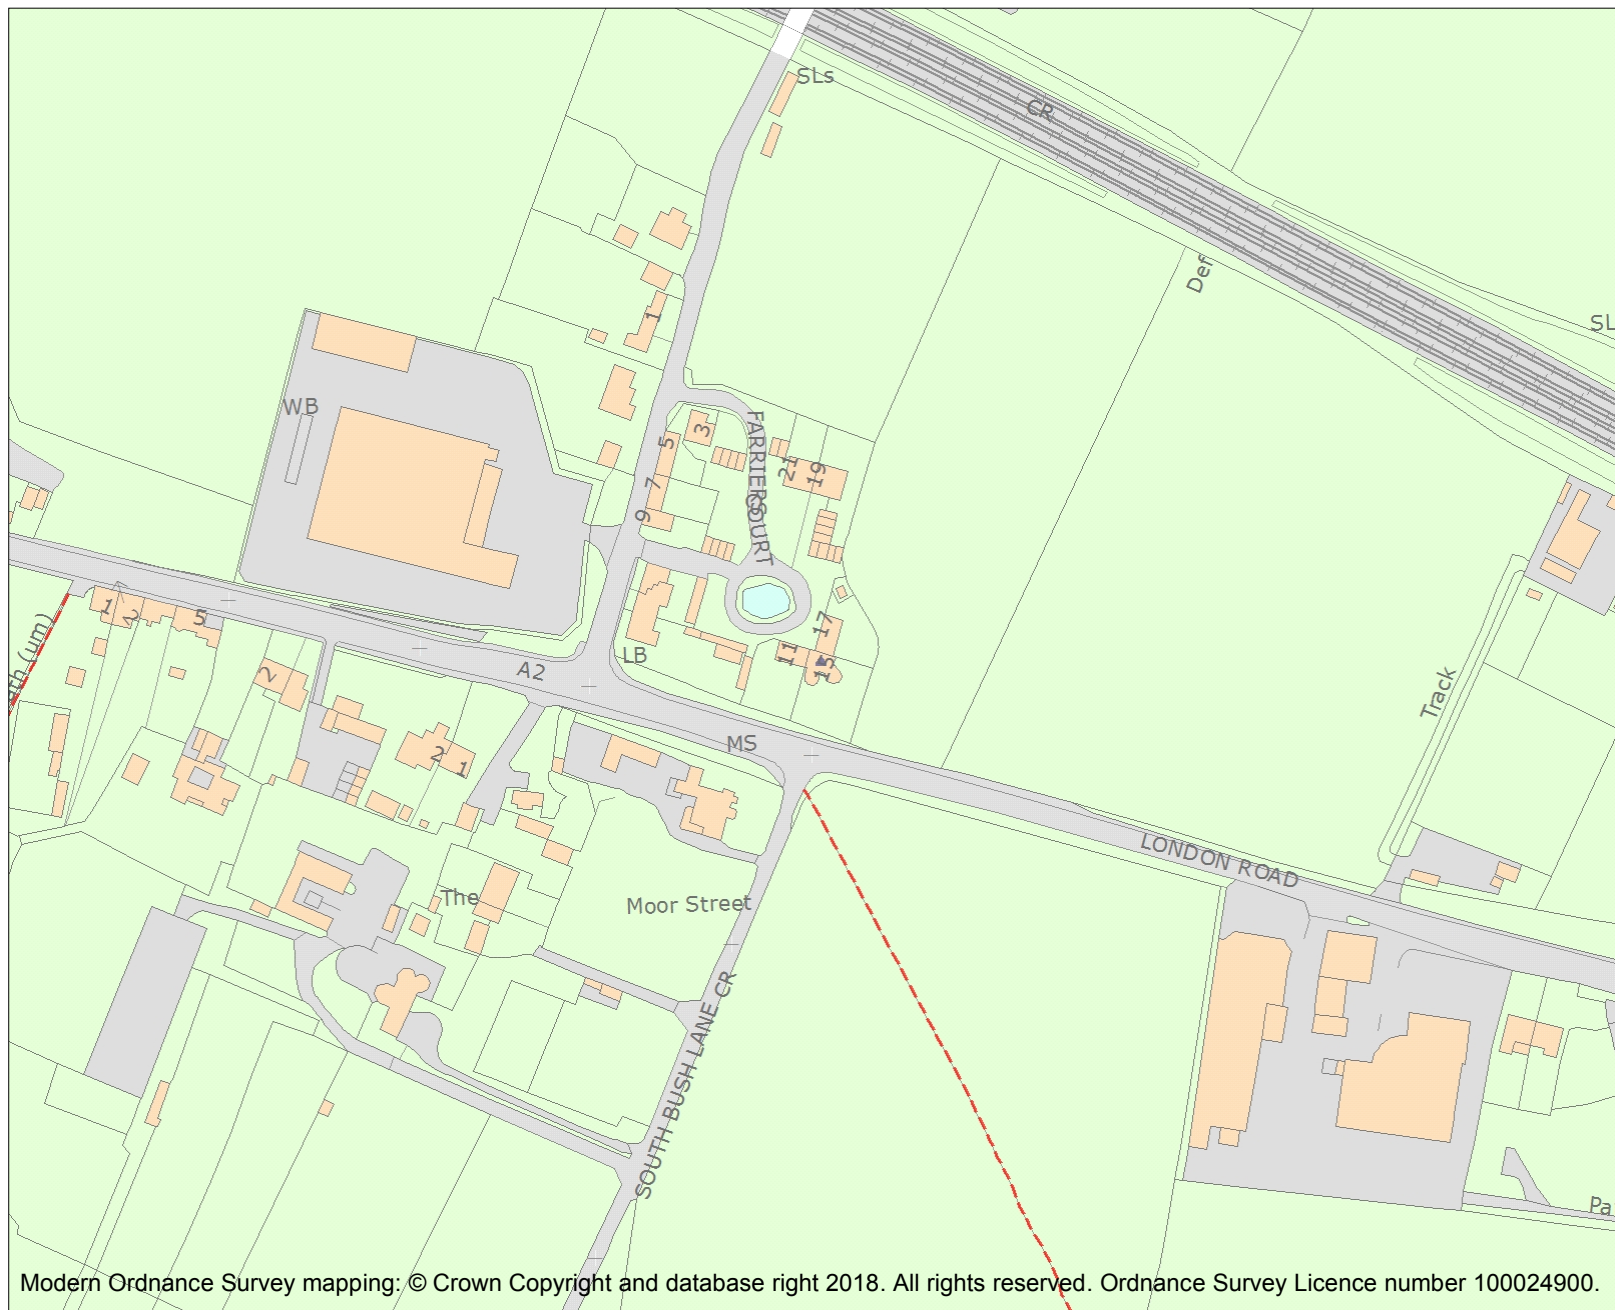 SLs
CR
Def
SL
1
WB
FARRIERS
COURT
3
5
21
19
7
9
1
2
5
ath (um)
17
LB
11
15
A2
2
Track
MS
2
1
LONDON ROAD
The
Moor Street
SOUTH BUSH LANE CR
Pa
Modern Ordnance Survey mapping: © Crown Copyright and database right 2018. All rights reserved. Ordnance Survey Licence number 100024900.